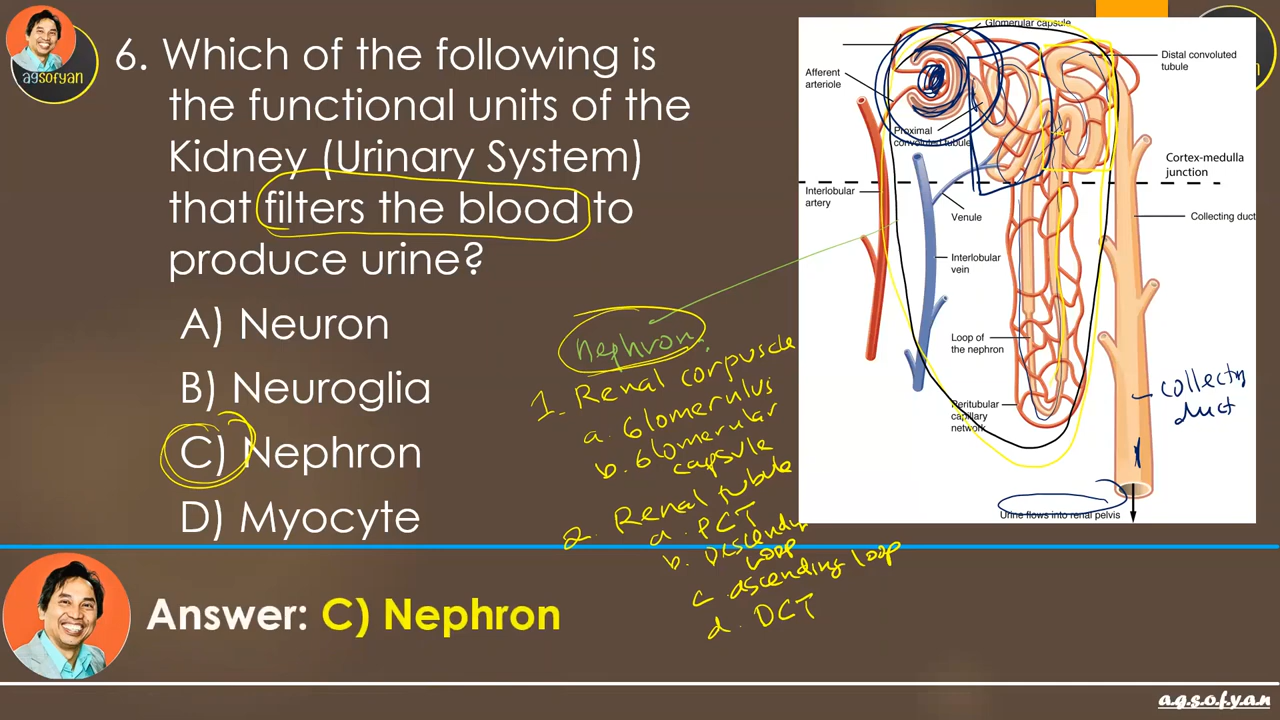 agsofyan
6. Which of the following is
the functional units of the
Kidney (Urinary System)
that filters the blood to
produce urine?
A) Neuron
B) Neuroglia
C) Nephron
D) Myocyte
Answer: C) Nephron
nephron
1. Renal corpuscle
a. Glomerulus
b. Glomerular
capsule
2. Renal tubule
a. PCT
b. Descending
Loop
c. ascending loop
d. DCT
Glomerular capsule
Distal convoluted
tubule
Afferent
arteriole
Proximal
convoluted tubule
Cortex-medulla
junction
Interlobular
artery
Venule
Collecting duct
Interlobular
vein
Loop of
the nephron
Peritubular
capillary
network
collectng
duct
Urine flows into renal pelvis
a.g.s.o.f.y.a.n